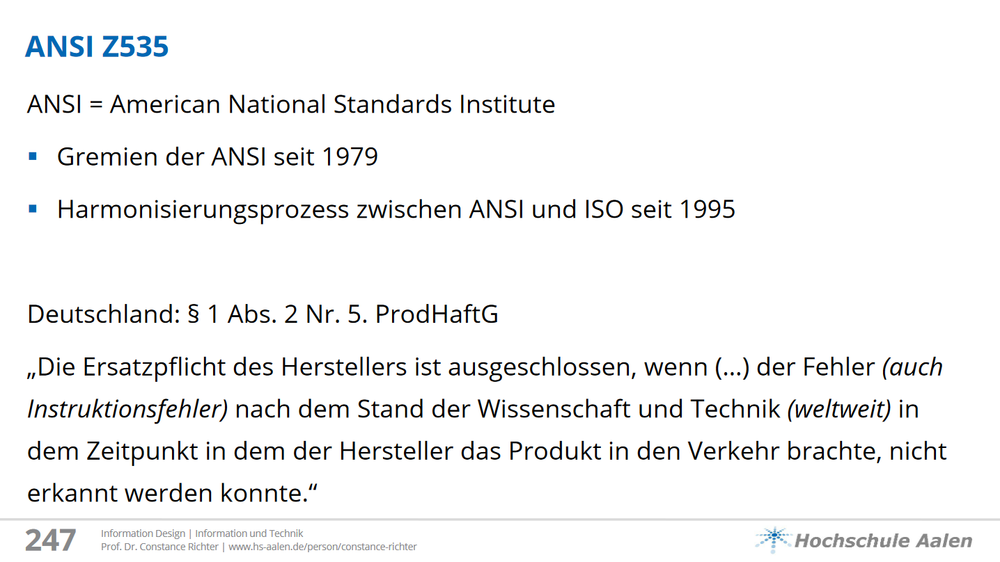 ANSI Z535
ANSI = American National Standards Institute
▪ Gremien der ANSI seit 1979
▪ Harmonisierungsprozess zwischen ANSI und ISO seit 1995
Deutschland: § 1 Abs. 2 Nr. 5. ProdHaftG
„Die Ersatzpflicht des Herstellers ist ausgeschlossen, wenn (...) der Fehler (auch
Instruktionsfehler) nach dem Stand der Wissenschaft und Technik (weltweit) in
dem Zeitpunkt in dem der Hersteller das Produkt in den Verkehr brachte, nicht
erkannt werden konnte.“
247
Information Design | Information und Technik
Prof. Dr. Constance Richter | www.hs-aalen.de/person/constance-richter
Hochschule Aalen